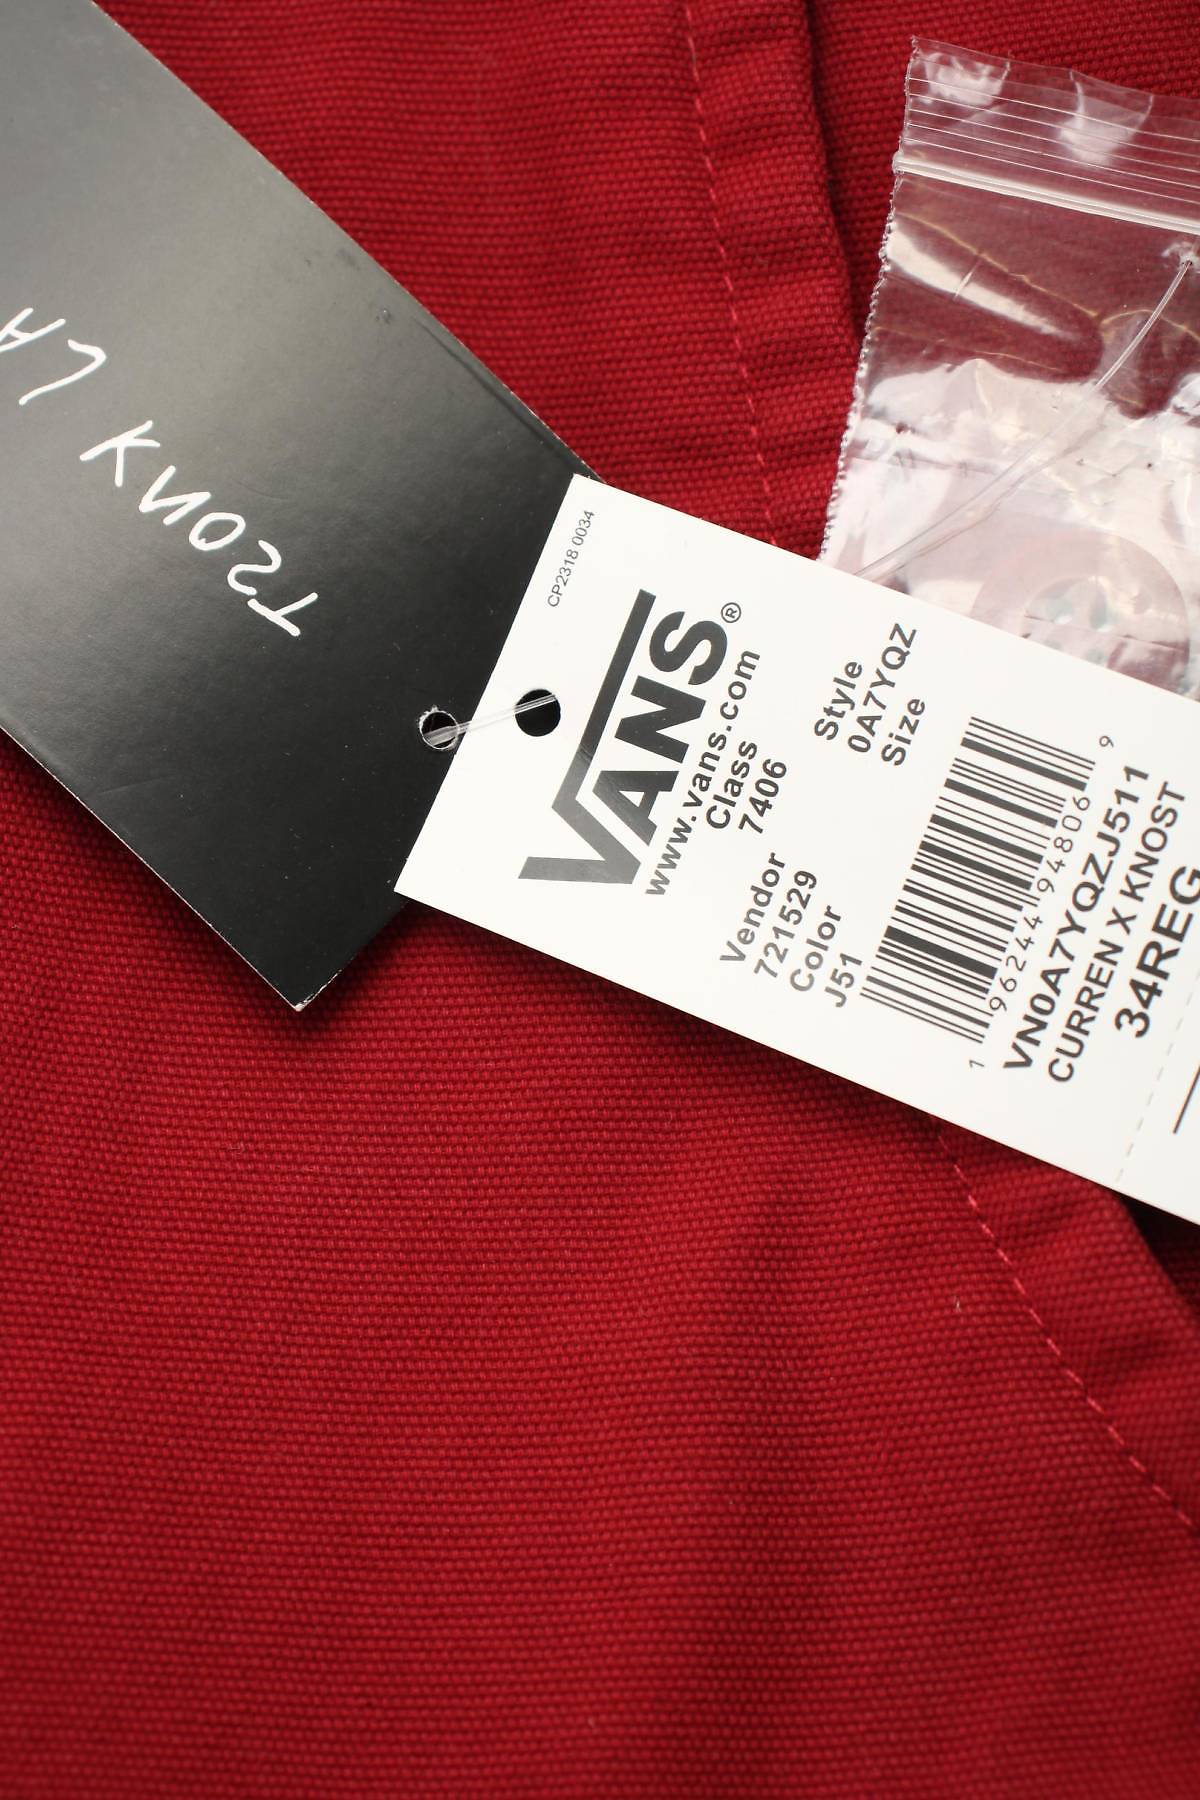 LA
KNOST
CP2318 0034
VANS®
www.vans.com
Class
7406
Vendor
721529
Color
J51
Style
0A7YQZ
Size
1 96244 94806 9
VN0A7YQZJ511
CURREN X KNOST
34REG